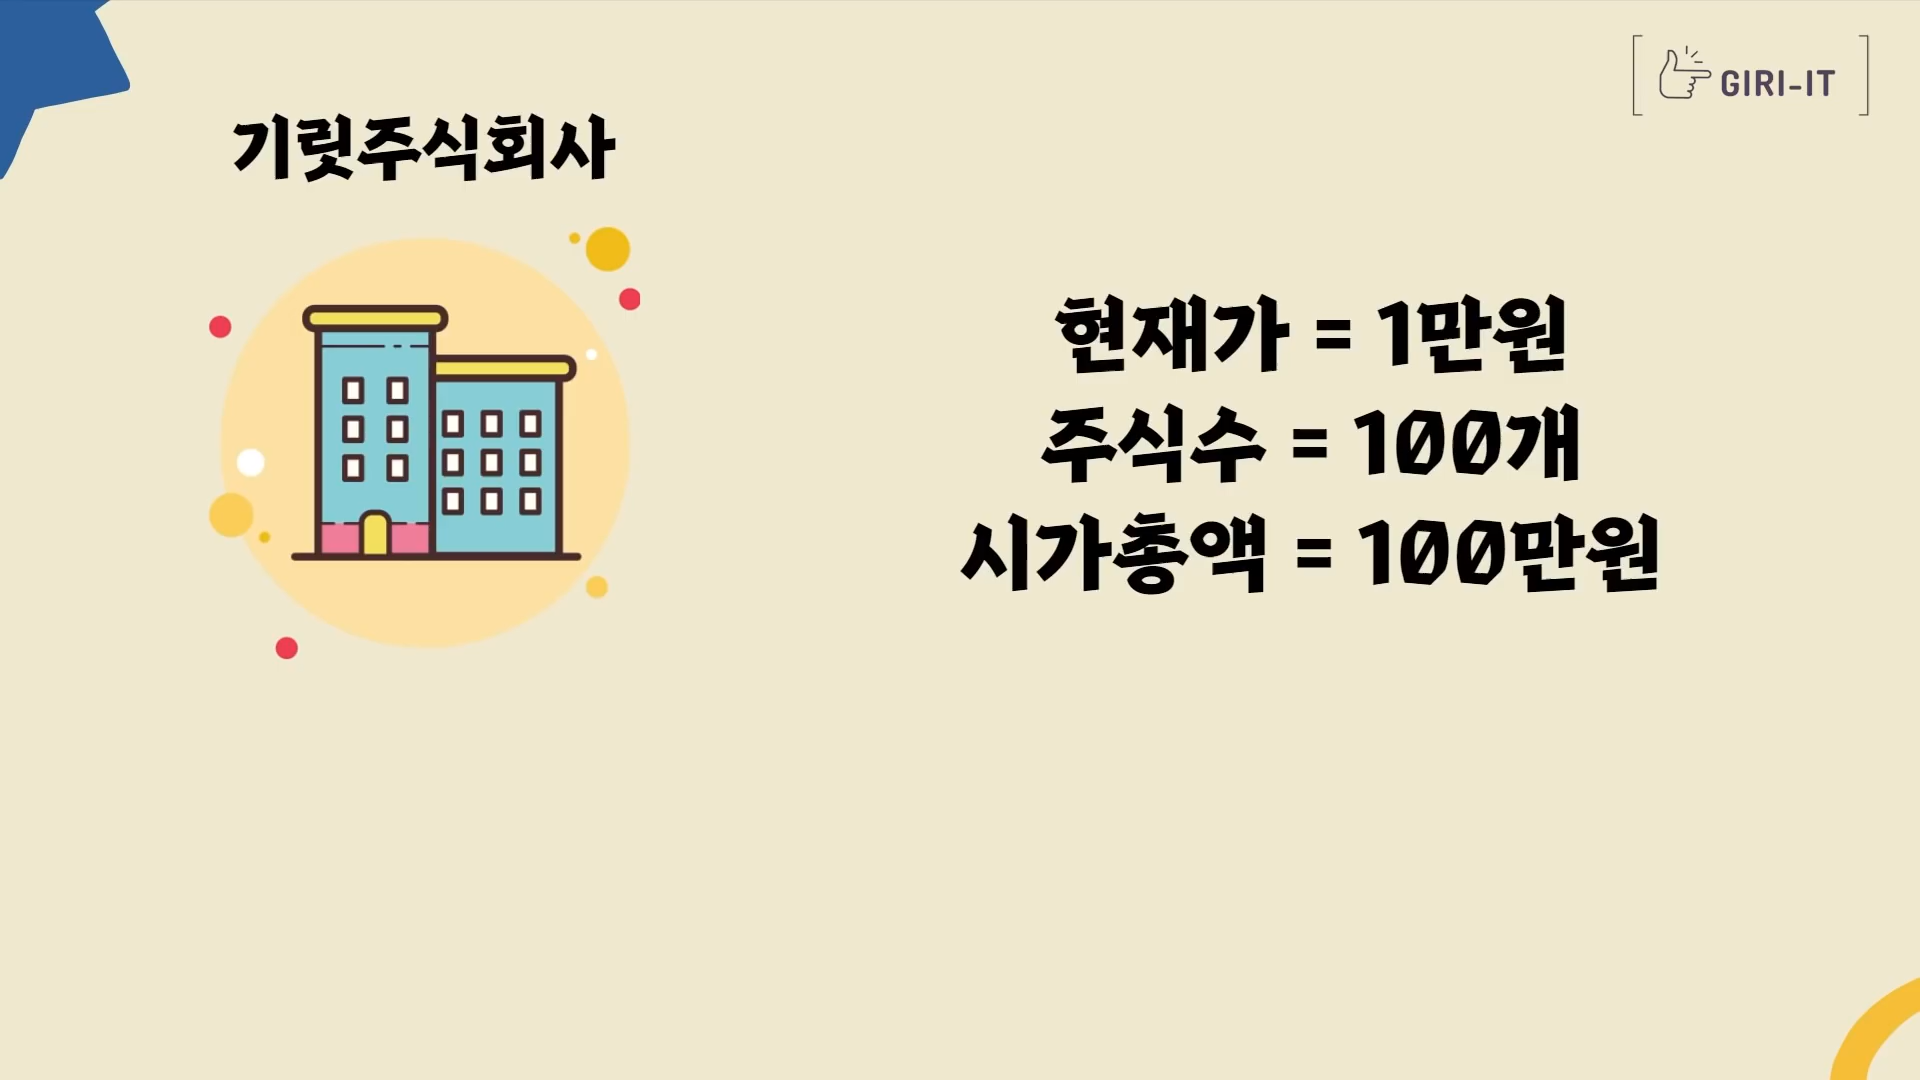 GIRI-IT
기릿주식회사
현재가 = 1만원
주식수 = 100개
시가총액 = 100만원